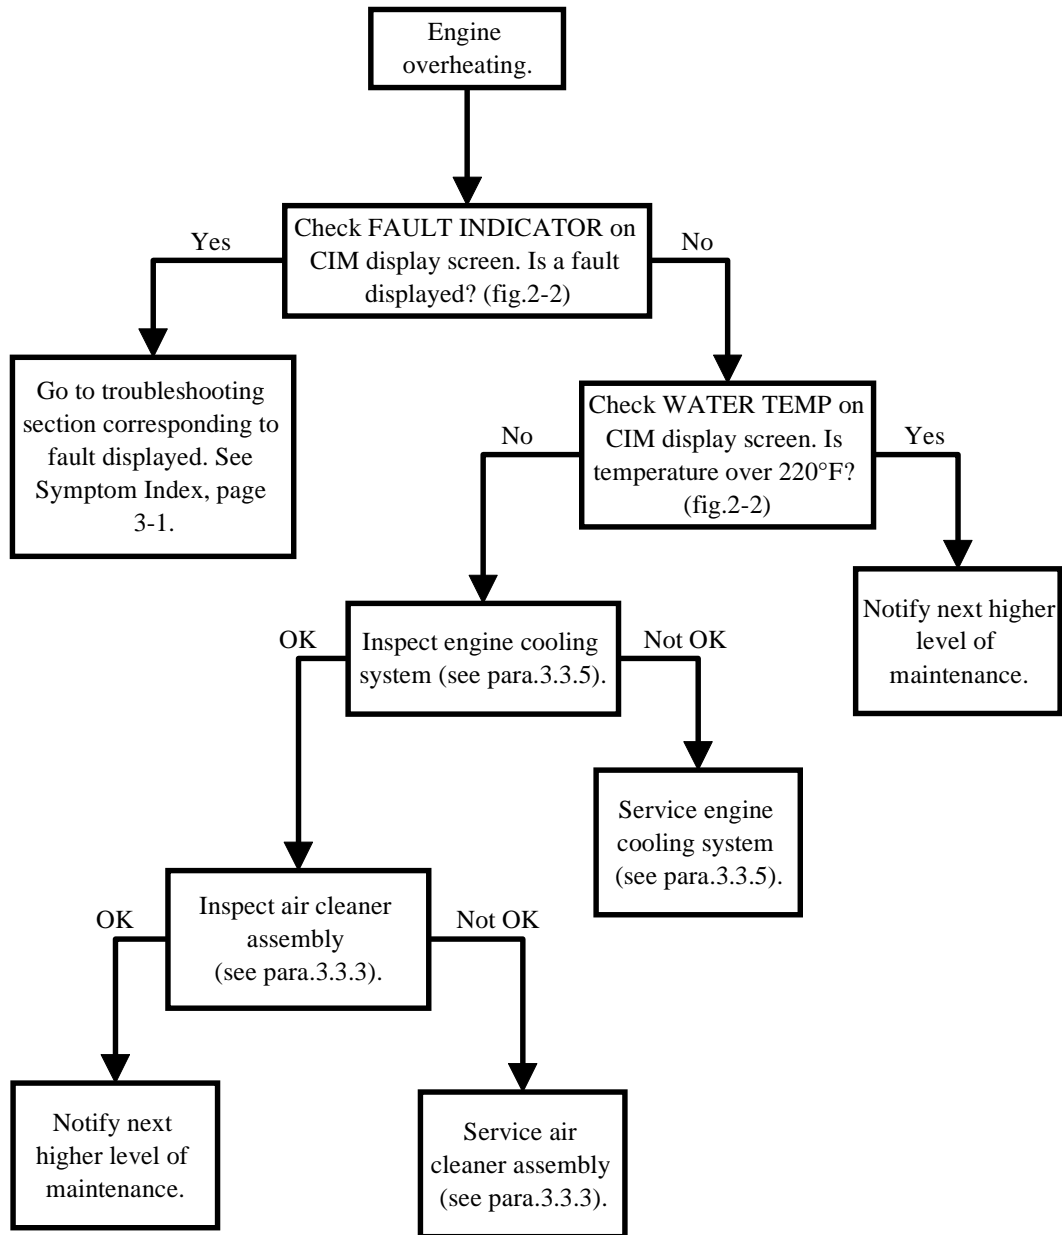 Engine
overheating.
Check FAULT INDICATOR on
CIM display screen. Is a fault
displayed? (fig.2-2)
Yes
No
Go to troubleshooting
section corresponding to
fault displayed. See
Symptom Index, page
3-1.
Check WATER TEMP on
CIM display screen. Is
temperature over 220°F?
(fig.2-2)
No
Yes
Notify next higher
level of
maintenance.
Inspect engine cooling
system (see para.3.3.5).
OK
Not OK
Service engine
cooling system
(see para.3.3.5).
Inspect air cleaner
assembly
(see para.3.3.3).
OK
Not OK
Notify next
higher level of
maintenance.
Service air
cleaner assembly
(see para.3.3.3).